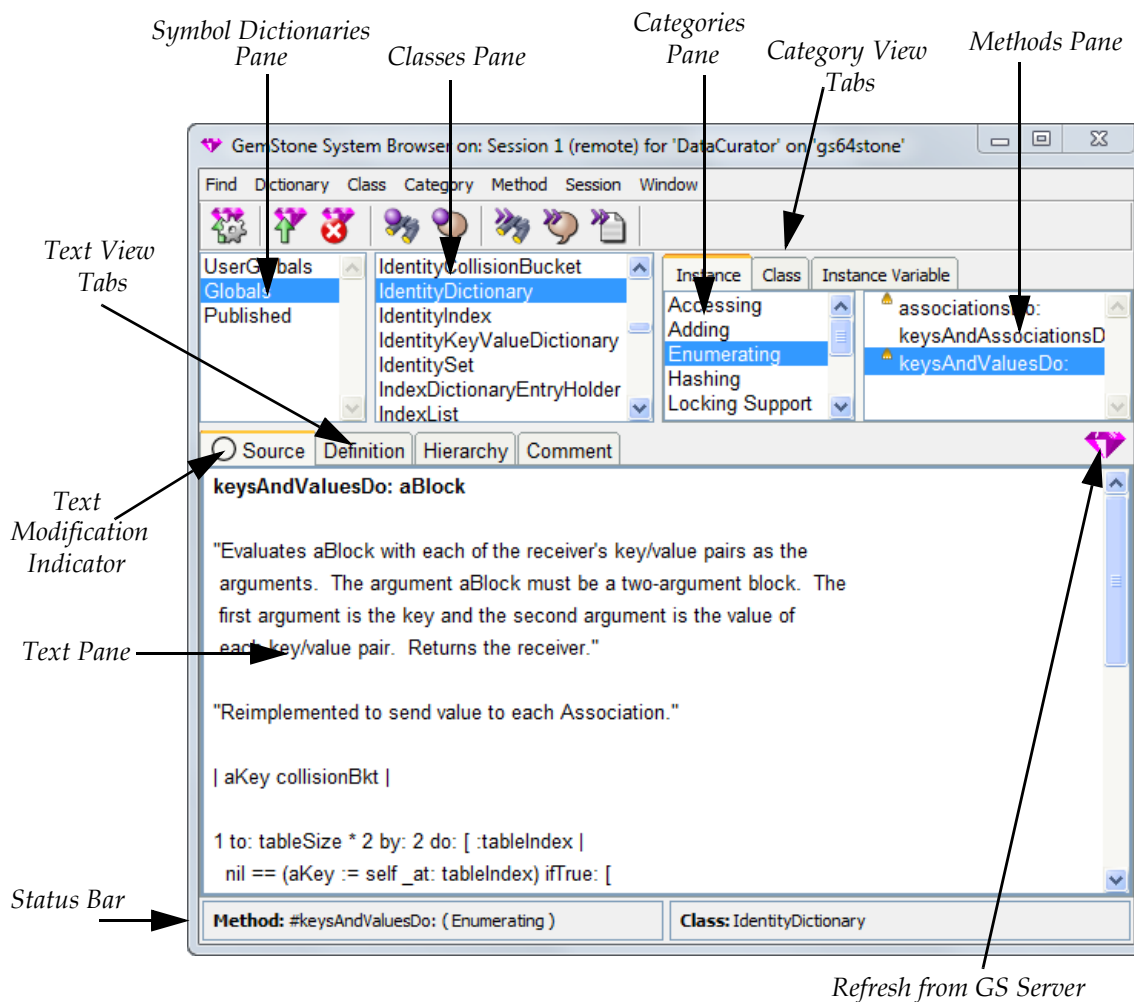 Symbol Dictionaries
Pane
Classes Pane
Categories
Pane
Category View
Tabs
Methods Pane
GemStone System Browser on: Session 1 (remote) for 'DataCurator' on 'gs64stone'
Find Dictionary Class Category Method Session Window
Text View
Tabs
UserGlobals
Globals
Published
IdentityCollisionBucket
IdentityDictionary
IdentityIndex
IdentityKeyValueDictionary
IdentitySet
IndexDictionaryEntryHolder
IndexList
Instance Class Instance Variable
Accessing
Adding
Enumerating
Hashing
Locking Support
associationsDo:
keysAndAssociationsD
keysAndValuesDo:
Source Definition Hierarchy Comment
Text
Modification
Indicator
keysAndValuesDo: aBlock
"Evaluates aBlock with each of the receiver's key/value pairs as the
arguments. The argument aBlock must be a two-argument block. The
first argument is the key and the second argument is the value of
each key/value pair. Returns the receiver."
Text Pane
"Reimplemented to send value to each Association."
| aKey collisionBkt |
1 to: tableSize * 2 by: 2 do: [ :tableIndex |
nil == (aKey := self _at: tableIndex) ifTrue: [
Status Bar
Method: #keysAndValuesDo: ( Enumerating )
Class: IdentityDictionary
Refresh from GS Server